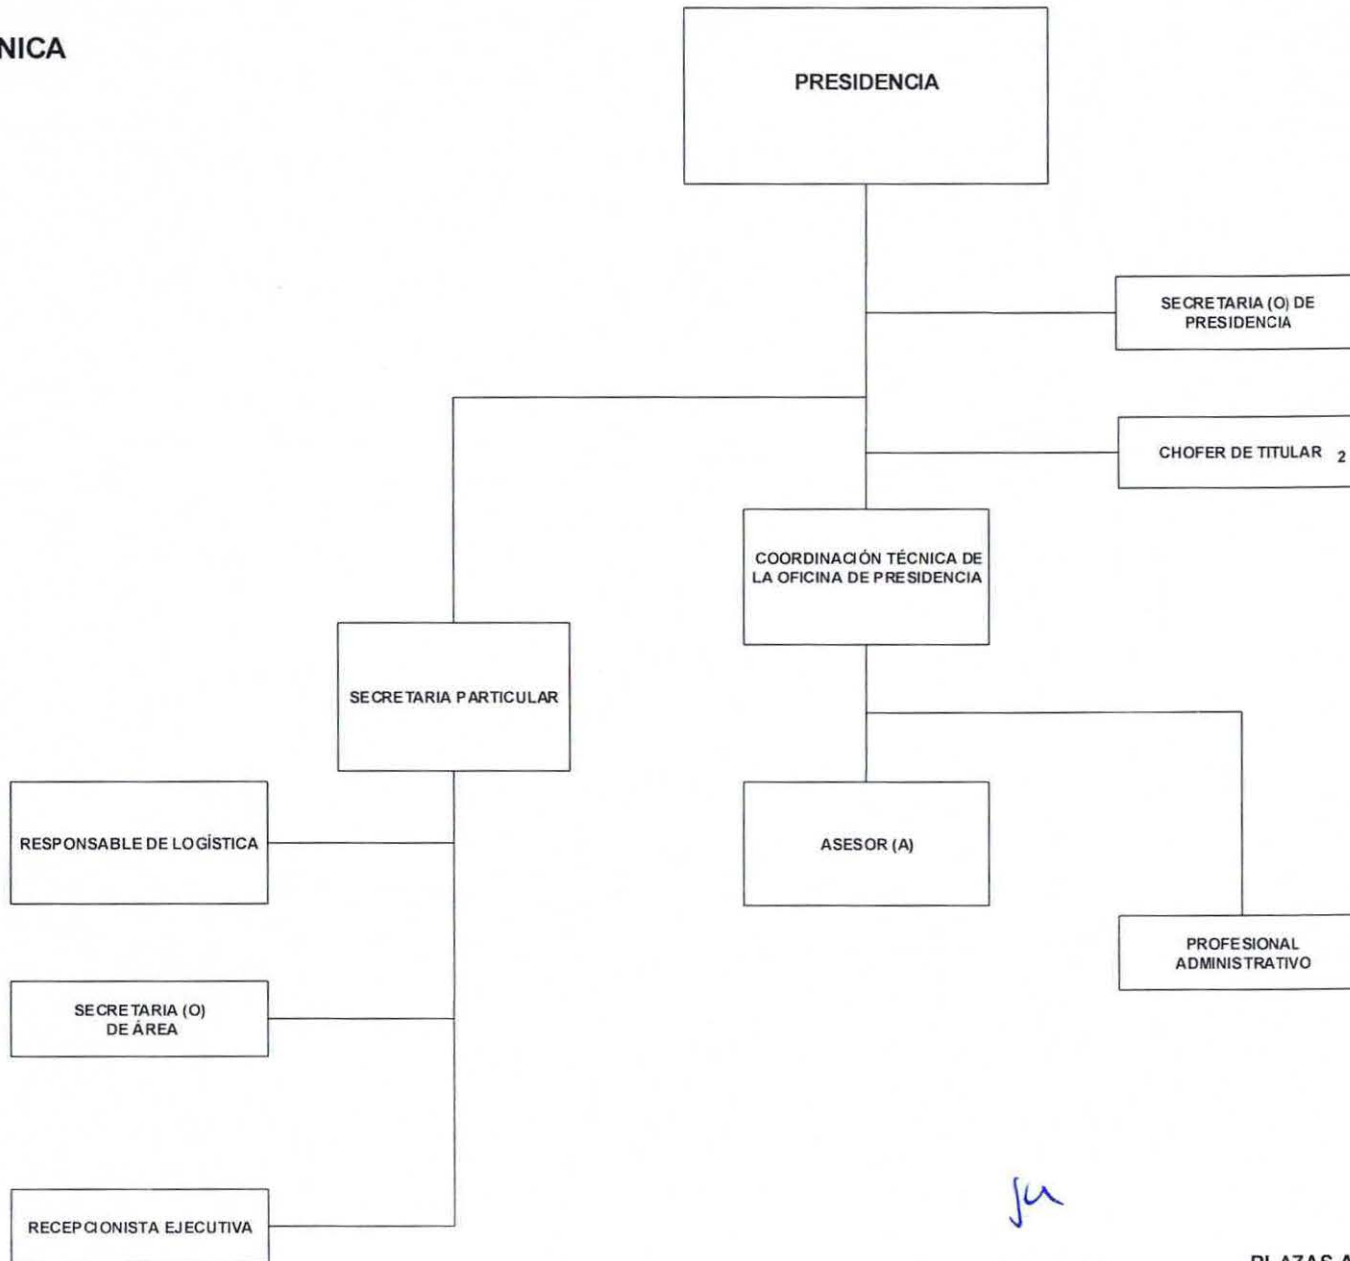 NICA
PRESIDENCIA
SECRETARIA (O) DE
PRESIDENCIA
CHOFER DE TITULAR 2
COORDINACIÓN TÉCNICA DE
LA OFICINA DE PRESIDENCIA
SECRETARIA PARTICULAR
RESPONSABLE DE LOGÍSTICA
ASESOR (A)
PROFESIONAL
ADMINISTRATIVO
SECRETARIA (O)
DE ÁREA
RECEPCIONISTA EJECUTIVA